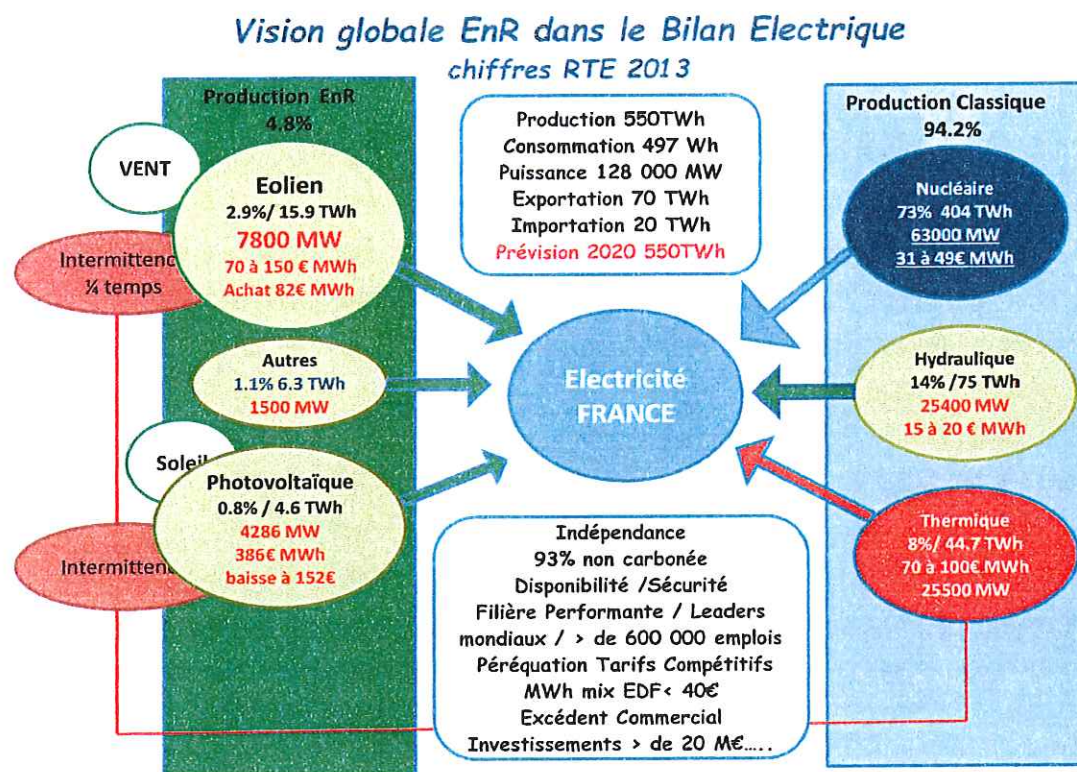 Vision globale EnR dans le Bilan Electrique
chiffres RTE 2013
Production EnR
4.8%
VENT
Eolien
2.9%/ 15.9 TWh
7800 MW
70 à 150 € MWh
Achat 82€ MWh
Intermittenc
¼ temps
Autres
1.1% 6.3 TWh
1500 MW
Soleil
Photovoltaïque
0.8% / 4.6 TWh
4286 MW
386€ MWh
baisse à 152€
Intermittenc
Production 550TWh
Consommation 497 Wh
Puissance 128 000 MW
Exportation 70 TWh
Importation 20 TWh
Prévision 2020 550TWh
Electricité
FRANCE
Indépendance
93% non carbonée
Disponibilité /Sécurité
Filière Performante / Leaders
mondiaux / > de 600 000 emplois
Péréquation Tarifs Compétitifs
MWh mix EDF< 40€
Excédent Commercial
Investissements > de 20 M€.....
Production Classique
94.2%
Nucléaire
73% 404 TWh
63000 MW
31 à 49€ MWh
Hydraulique
14% /75 TWh
25400 MW
15 à 20 € MWh
Thermique
8%/ 44.7 TWh
70 à 100€ MWh
25500 MW